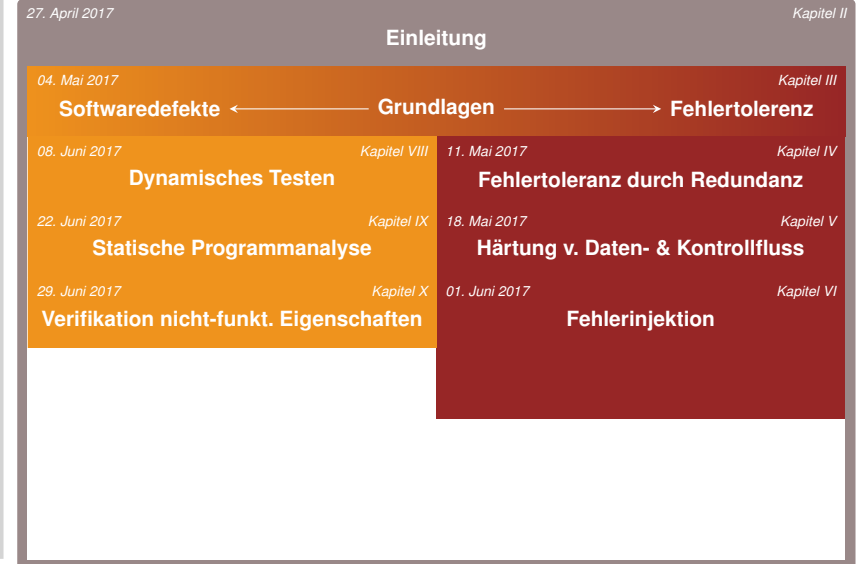 27. April 2017 Kapitel II
Einleitung
04. Mai 2017 Kapitel III
Softwaredefekte Grundlagen Fehlertolerenz
08. Juni 2017 Kapitel VIII
Dynamisches Testen
11. Mai 2017 Kapitel IV
Fehlertoleranz durch Redundanz
22. Juni 2017 Kapitel IX
Statische Programmanalyse
18. Mai 2017 Kapitel V
Härtung v. Daten- & Kontrollfluss
29. Juni 2017 Kapitel X
Verifikation nicht-funkt. Eigenschaften
01. Juni 2017 Kapitel VI
Fehlerinjektion